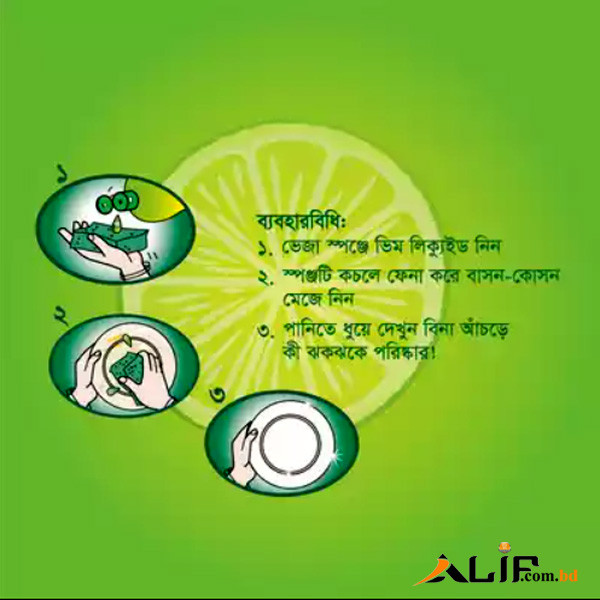 ১
ব্যবহারবিধি:
১. ভেজা স্পঞ্জে ভিম লিক্যুইড নিন
২. স্পঞ্জটি কচলে ফেনা করে বাসন-কোসন
মেজে নিন
২
৩. পানিতে ধুয়ে দেখুন বিনা আঁচড়ে
কী ঝকঝকে পরিষ্কার!
৩
ALIF.com.bd